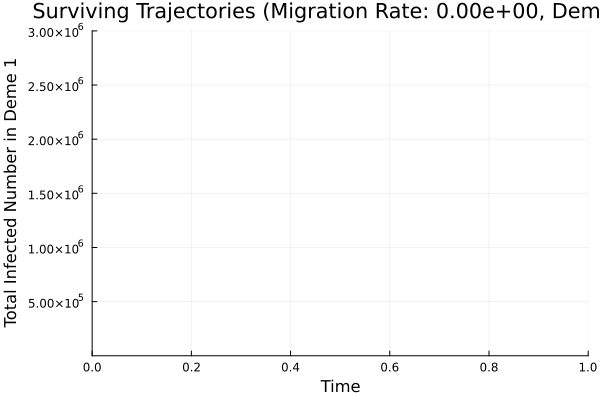 Surviving Trajectories (Migration Rate: 0.00e+00, Dem
3.00×10⁶
2.50×10⁶
2.00×10⁶
1.50×10⁶
1.00×10⁶
5.00×10⁵
Total Infected Number in Deme 1
0.0 0.2 0.4 0.6 0.8 1.0
Time